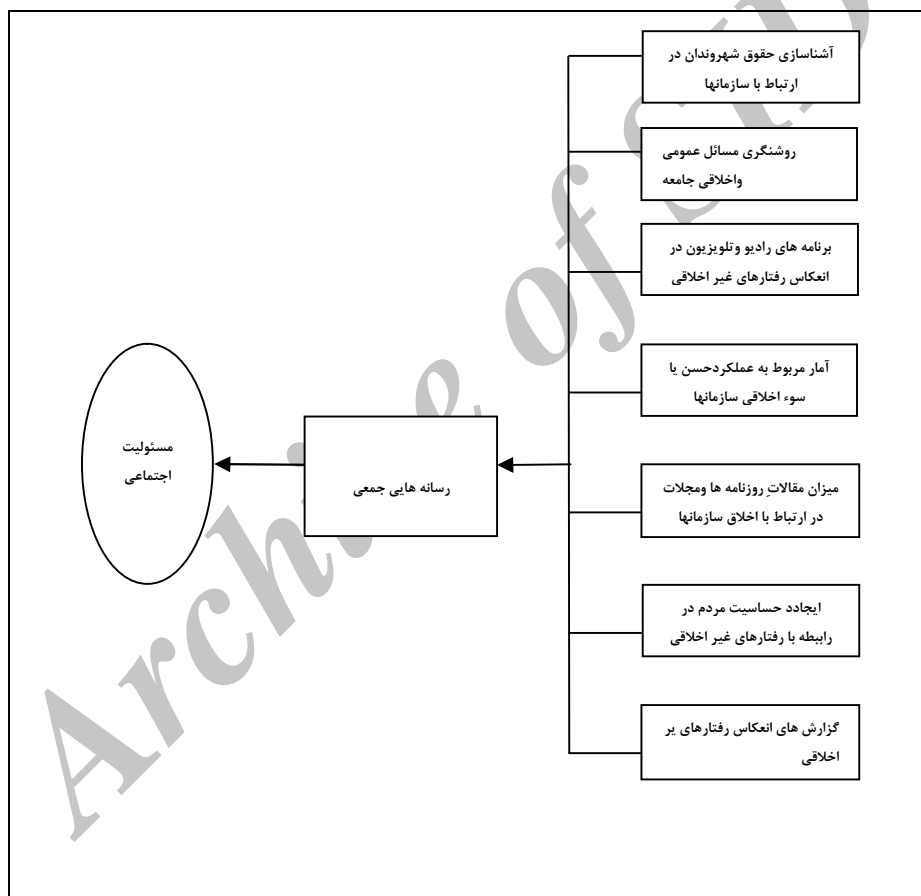 آشناسازی حقوق شهروندان در
ارتباط با سازمانها
روشنگری مسائل عمومی
واخلاقی جامعه
برنامه های رادیو وتلویزیون در
انعکاس رفتارهای غیر اخلاقی
آمار مربوط به عملکردحسن یا
سوء اخلاقی سازمانها
میزان مقالاتِ روزنامه ها ومجلات
در ارتباط با اخلاق سازمانها
ایجادد حساسیت مردم در
راببطه با رفتارهای غیر اخلاقی
گزارش های انعکاس رفتارهای یر
اخلاقی
رسانه هایی جمعی
مسئولیت
اجتماعی
Archive of